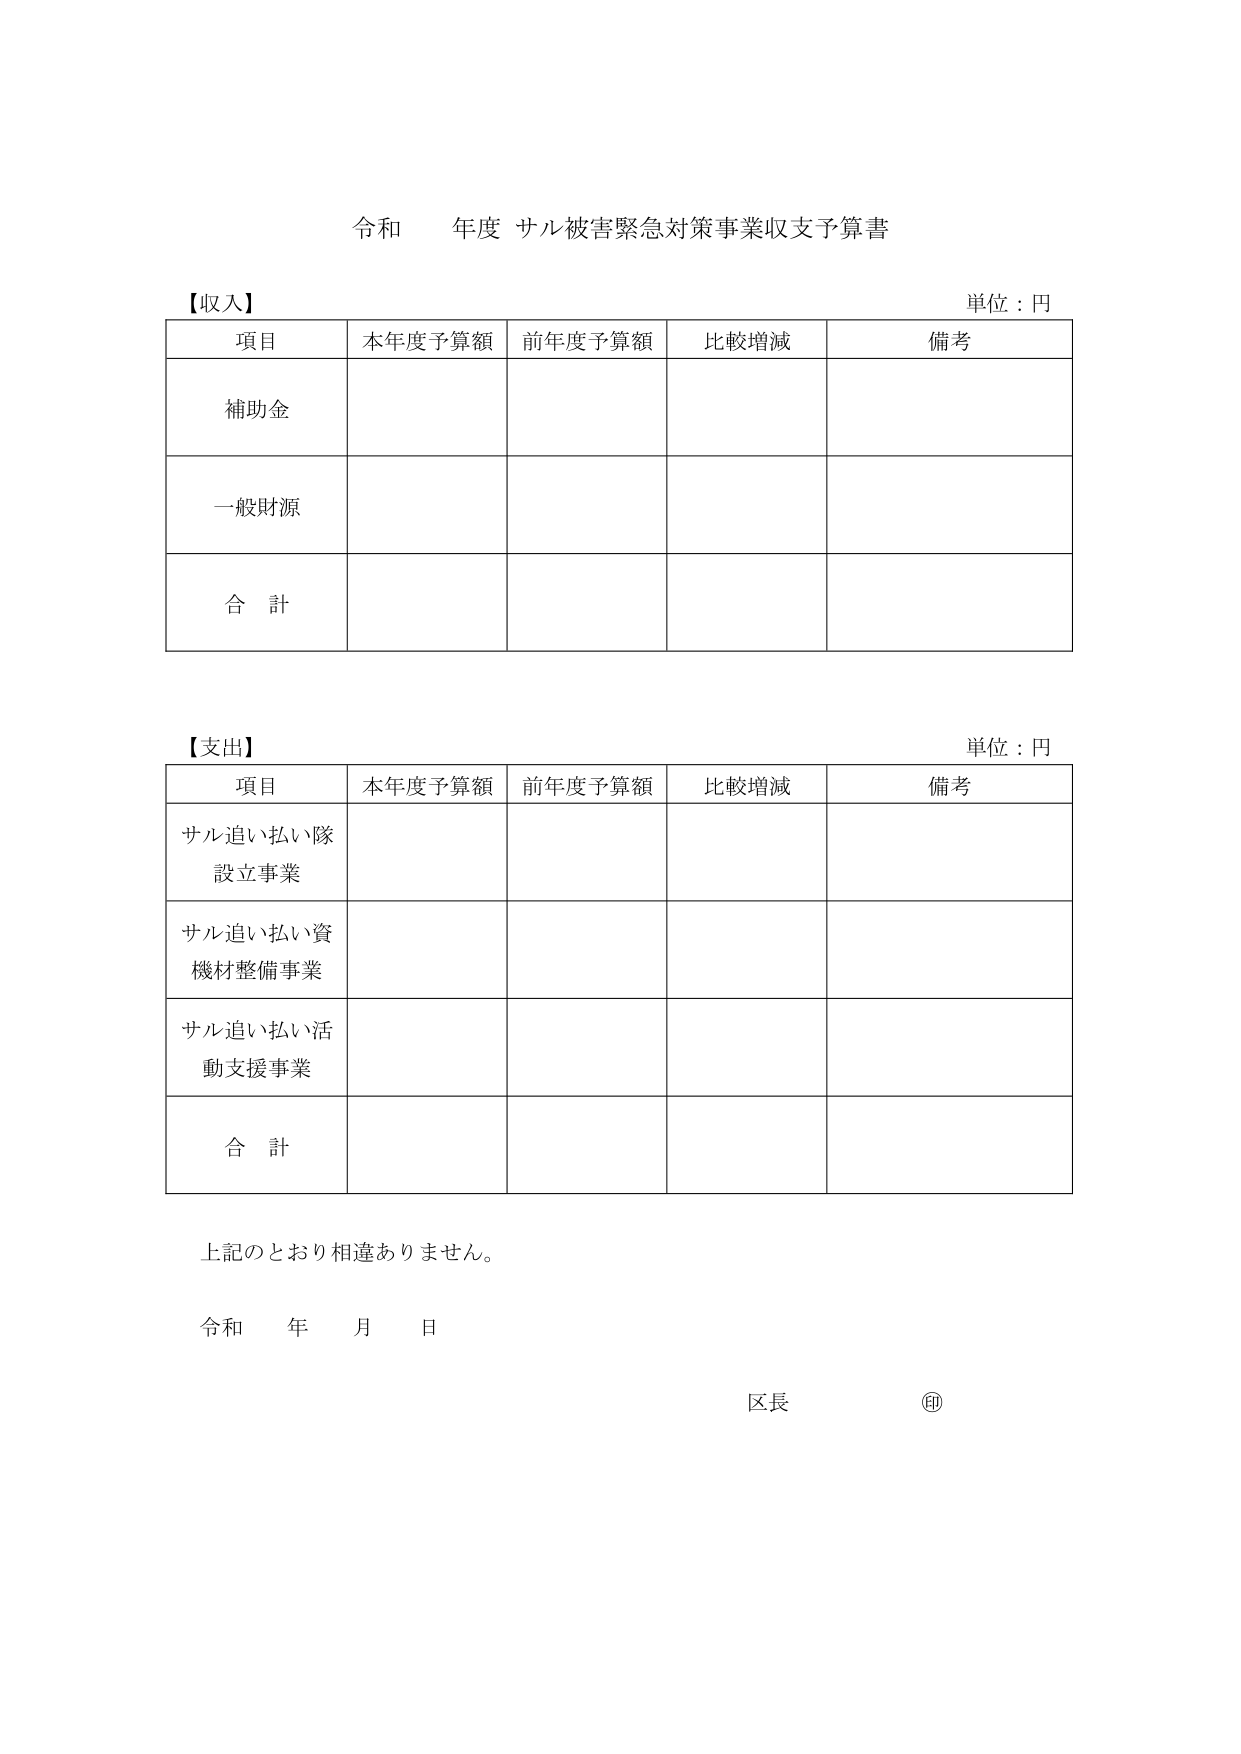 令和　　年度 サル被害緊急対策事業収支予算書
【収入】　単位：円
項目　本年度予算額　前年度予算額　比較増減　備考
補助金
一般財源
合　計
【支出】　単位：円
項目　本年度予算額　前年度予算額　比較増減　備考
サル追い払い隊
設立事業
サル追い払い資
機材整備事業
サル追い払い活
動支援事業
合　計
上記のとおり相違ありません。
令和　　年　　月　　日
区長　　　　　　㊞